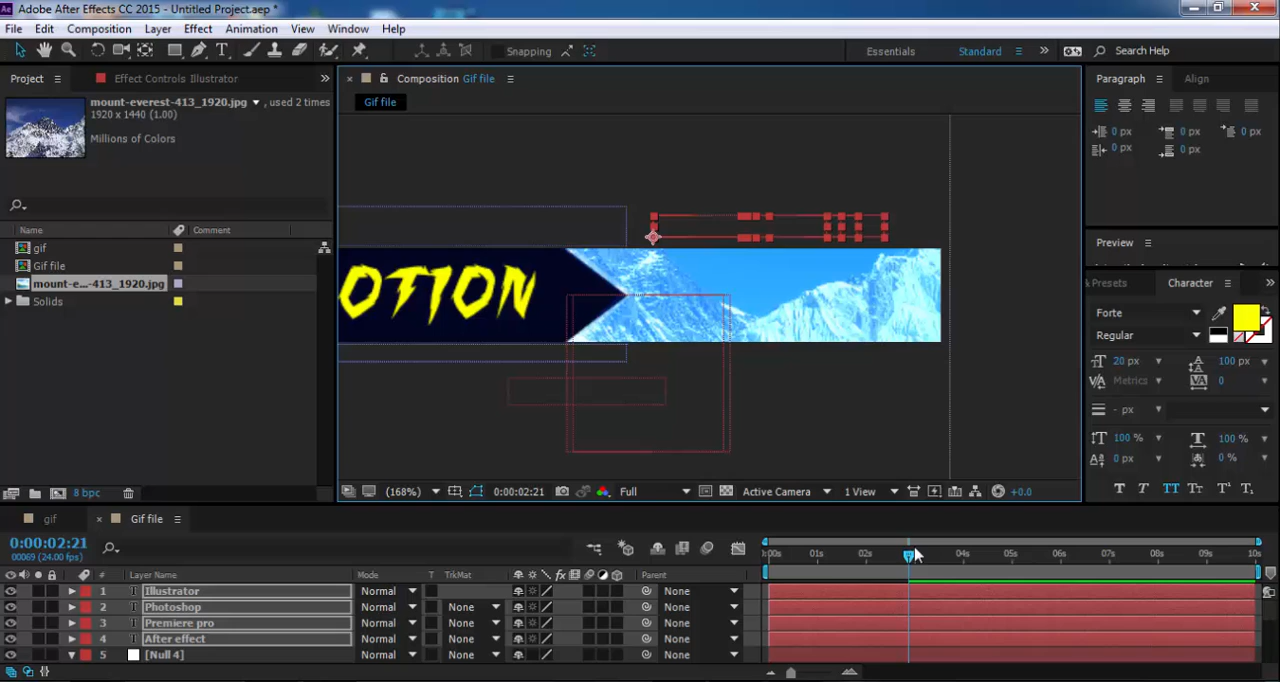 Adobe After Effects CC 2015 - Untitled Project.aep *
File Edit Composition Layer Effect Animation View Window Help
Snapping Essentials Standard Search Help
Project Effect Controls Illustrator
Composition Gif file
Paragraph Align
mount-everest-413_1920.jpg , used 2 times
1920 x 1440 (1.00)
Millions of Colors
Gif file
0 px 0 px 0 px
0 px 0 px
Name Comment
gif
Gif file
mount-e...-413_1920.jpg
Solids
OTION
Preview
Presets Character
Forte
Regular
20 px 100 px
Metrics 0
- px
100 % 100 %
0 px 0 %
T T TT Tт T¹ T₁
8 bpc
(168%) 0:00:02:21 Full Active Camera 1 View +0.0
gif Gif file
0:00:02:21
00069 (24.00 fps)
:00s 01s 02s 04s 05s 06s 07s 08s 09s 10s
# Layer Name Mode T TrkMat fx Parent
1 T Illustrator Normal None
2 T Photoshop Normal None None
3 T Premiere pro Normal None None
4 T After effect Normal None None
5 [Null 4] Normal None None